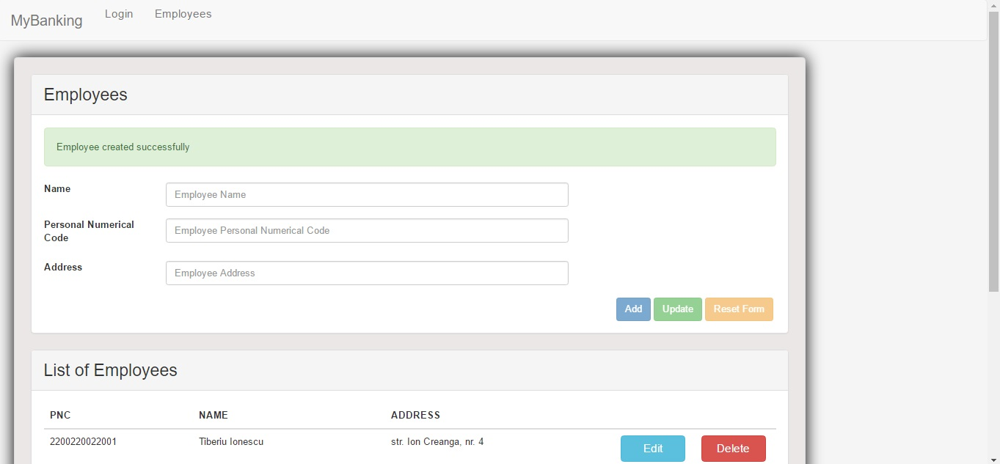 MyBanking Login Employees
Employees
Employee created successfully
Name Employee Name
Personal Numerical Code Employee Personal Numerical Code
Address Employee Address
Add Update Reset Form
List of Employees
PNC NAME ADDRESS
2200220022001 Tiberiu Ionescu str. Ion Creanga, nr. 4 Edit Delete